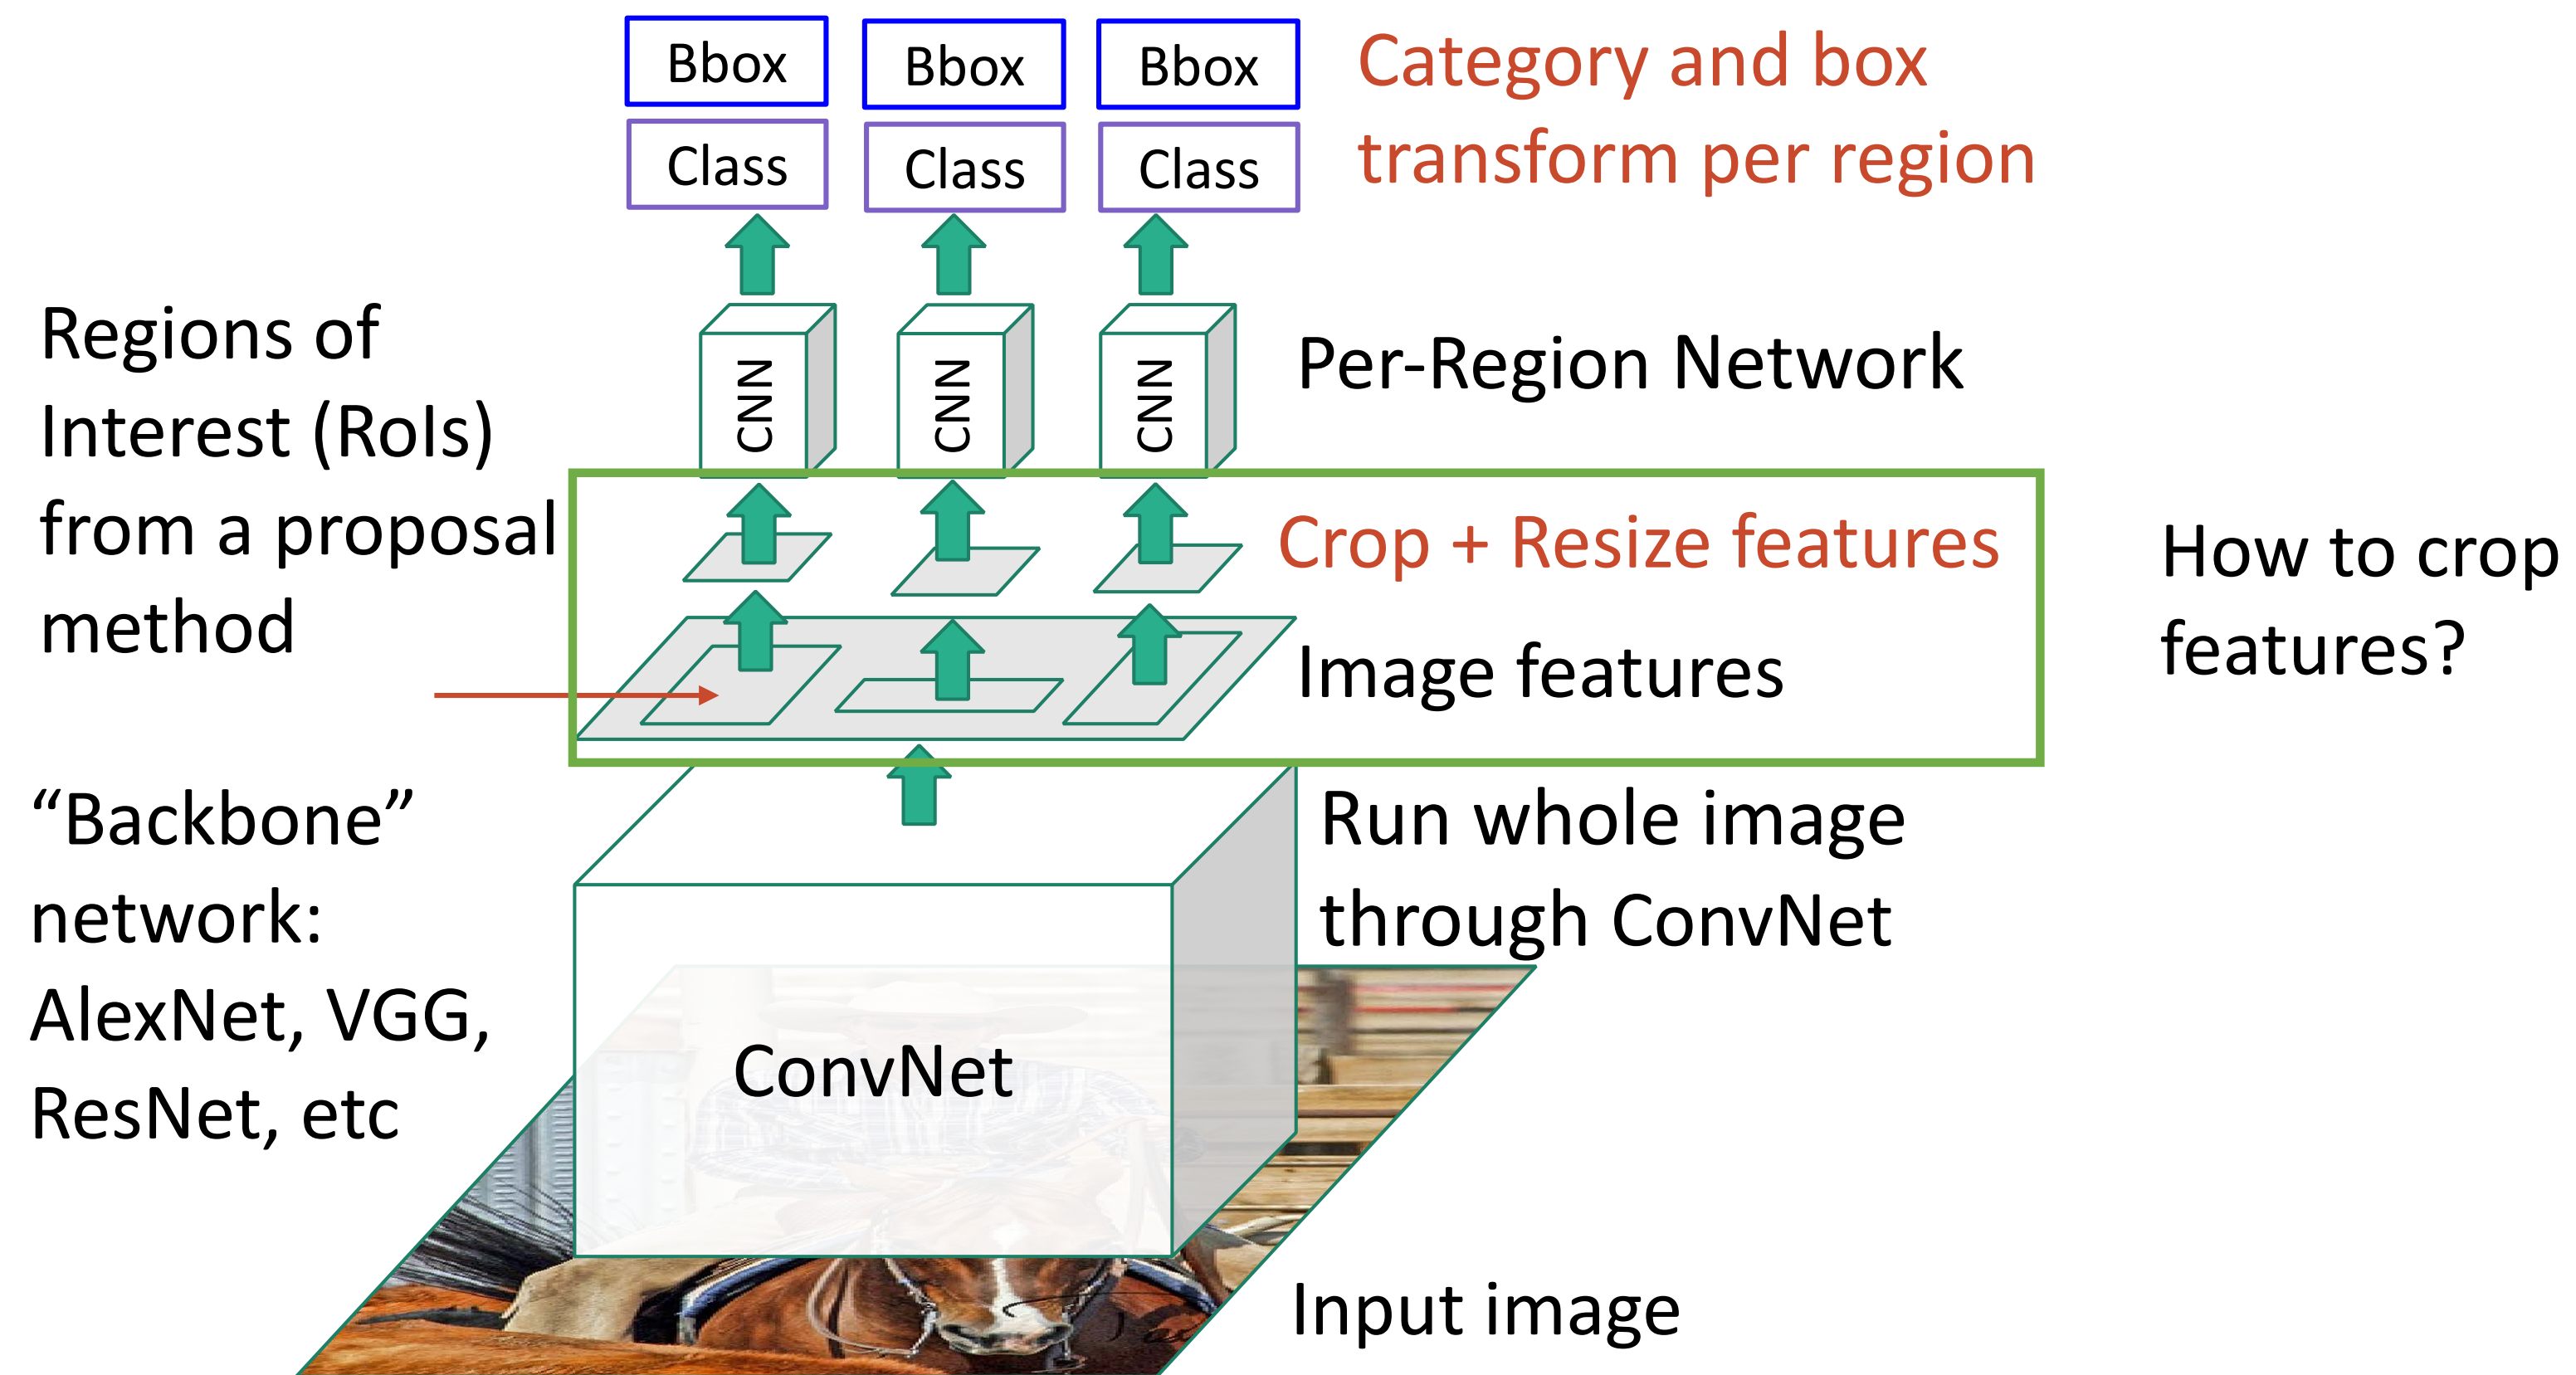 Bbox
Bbox
Bbox
Class
Class
Class
Category and box
transform per region
Regions of
Interest (RoIs)
from a proposal
method
CNN
CNN
CNN
Per-Region Network
Crop + Resize features
Image features
How to crop
features?
“Backbone”
network:
AlexNet, VGG,
ResNet, etc
Run whole image
through ConvNet
ConvNet
Input image